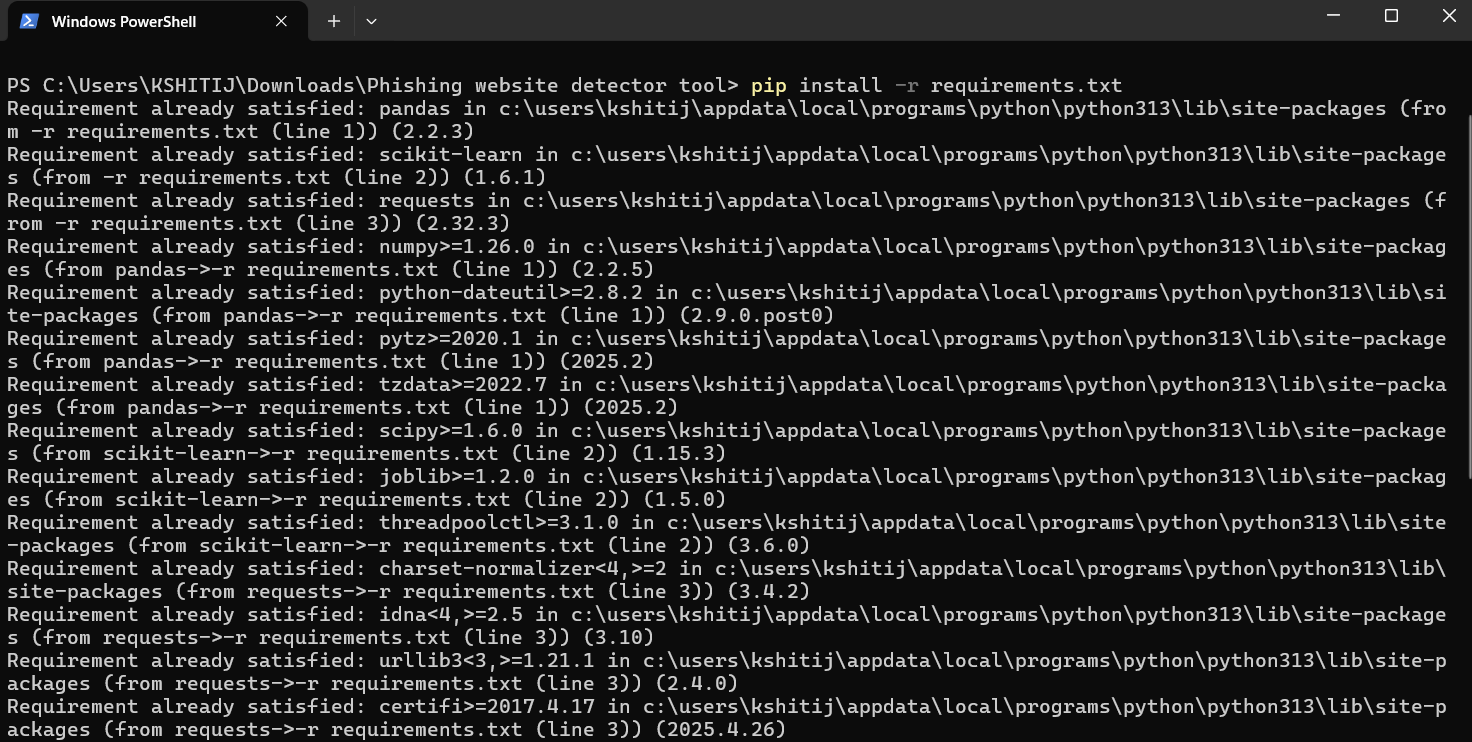 Windows PowerShell
PS C:\Users\KSHITIJ\Downloads\Phishing website detector tool> pip install -r requirements.txt
Requirement already satisfied: pandas in c:\users\kshitij\appdata\local\programs\python\python313\lib\site-packages (fro
m -r requirements.txt (line 1)) (2.2.3)
Requirement already satisfied: scikit-learn in c:\users\kshitij\appdata\local\programs\python\python313\lib\site-package
s (from -r requirements.txt (line 2)) (1.6.1)
Requirement already satisfied: requests in c:\users\kshitij\appdata\local\programs\python\python313\lib\site-packages (f
rom -r requirements.txt (line 3)) (2.32.3)
Requirement already satisfied: numpy>=1.26.0 in c:\users\kshitij\appdata\local\programs\python\python313\lib\site-packag
es (from pandas->-r requirements.txt (line 1)) (2.2.5)
Requirement already satisfied: python-dateutil>=2.8.2 in c:\users\kshitij\appdata\local\programs\python\python313\lib\si
te-packages (from pandas->-r requirements.txt (line 1)) (2.9.0.post0)
Requirement already satisfied: pytz>=2020.1 in c:\users\kshitij\appdata\local\programs\python\python313\lib\site-package
s (from pandas->-r requirements.txt (line 1)) (2025.2)
Requirement already satisfied: tzdata>=2022.7 in c:\users\kshitij\appdata\local\programs\python\python313\lib\site-packa
ges (from pandas->-r requirements.txt (line 1)) (2025.2)
Requirement already satisfied: scipy>=1.6.0 in c:\users\kshitij\appdata\local\programs\python\python313\lib\site-package
s (from scikit-learn->-r requirements.txt (line 2)) (1.15.3)
Requirement already satisfied: joblib>=1.2.0 in c:\users\kshitij\appdata\local\programs\python\python313\lib\site-packag
es (from scikit-learn->-r requirements.txt (line 2)) (1.5.0)
Requirement already satisfied: threadpoolctl>=3.1.0 in c:\users\kshitij\appdata\local\programs\python\python313\lib\site
-packages (from scikit-learn->-r requirements.txt (line 2)) (3.6.0)
Requirement already satisfied: charset-normalizer<4,>=2 in c:\users\kshitij\appdata\local\programs\python\python313\lib\
site-packages (from requests->-r requirements.txt (line 3)) (3.4.2)
Requirement already satisfied: idna<4,>=2.5 in c:\users\kshitij\appdata\local\programs\python\python313\lib\site-package
s (from requests->-r requirements.txt (line 3)) (3.10)
Requirement already satisfied: urllib3<3,>=1.21.1 in c:\users\kshitij\appdata\local\programs\python\python313\lib\site-p
ackages (from requests->-r requirements.txt (line 3)) (2.4.0)
Requirement already satisfied: certifi>=2017.4.17 in c:\users\kshitij\appdata\local\programs\python\python313\lib\site-p
ackages (from requests->-r requirements.txt (line 3)) (2025.4.26)